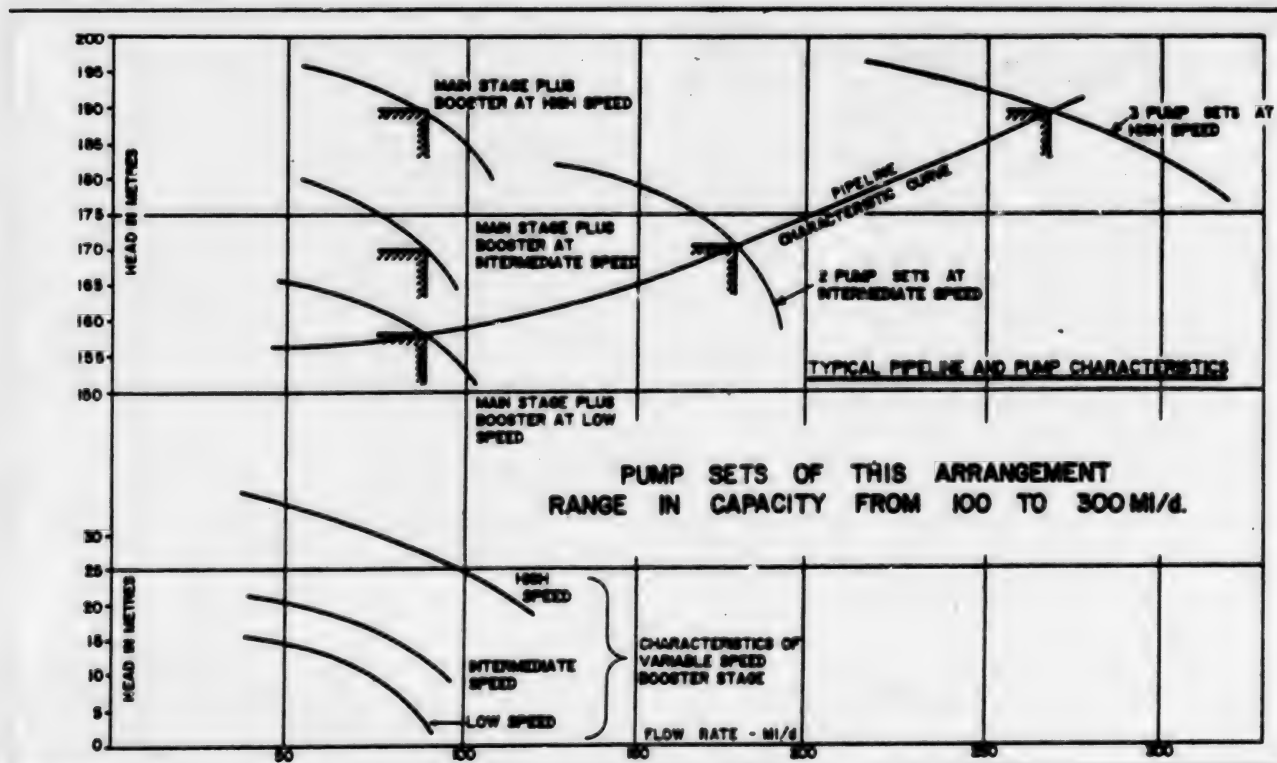 200
195
190
185
180
175
170
165
160
155
150
HEAD IN METRES
MAIN STAGE PLUS
BOOSTER AT HIGH SPEED
MAIN STAGE PLUS
BOOSTER AT
INTERMEDIATE SPEED
MAIN STAGE PLUS
BOOSTER AT LOW
SPEED
PIPELINE
CHARACTERISTIC CURVE
3 PUMP SETS AT
HIGH SPEED
2 PUMP SETS AT
INTERMEDIATE SPEED
TYPICAL PIPELINE AND PUMP CHARACTERISTICS
PUMP SETS OF THIS ARRANGEMENT
RANGE IN CAPACITY FROM 100 TO 300 Ml/d.
30
25
20
15
10
5
0
HEAD IN METRES
HIGH
SPEED
INTERMEDIATE
SPEED
LOW SPEED
CHARACTERISTICS OF
VARIABLE SPEED
BOOSTER STAGE
FLOW RATE - Ml/d
50
100
150
200
250
300